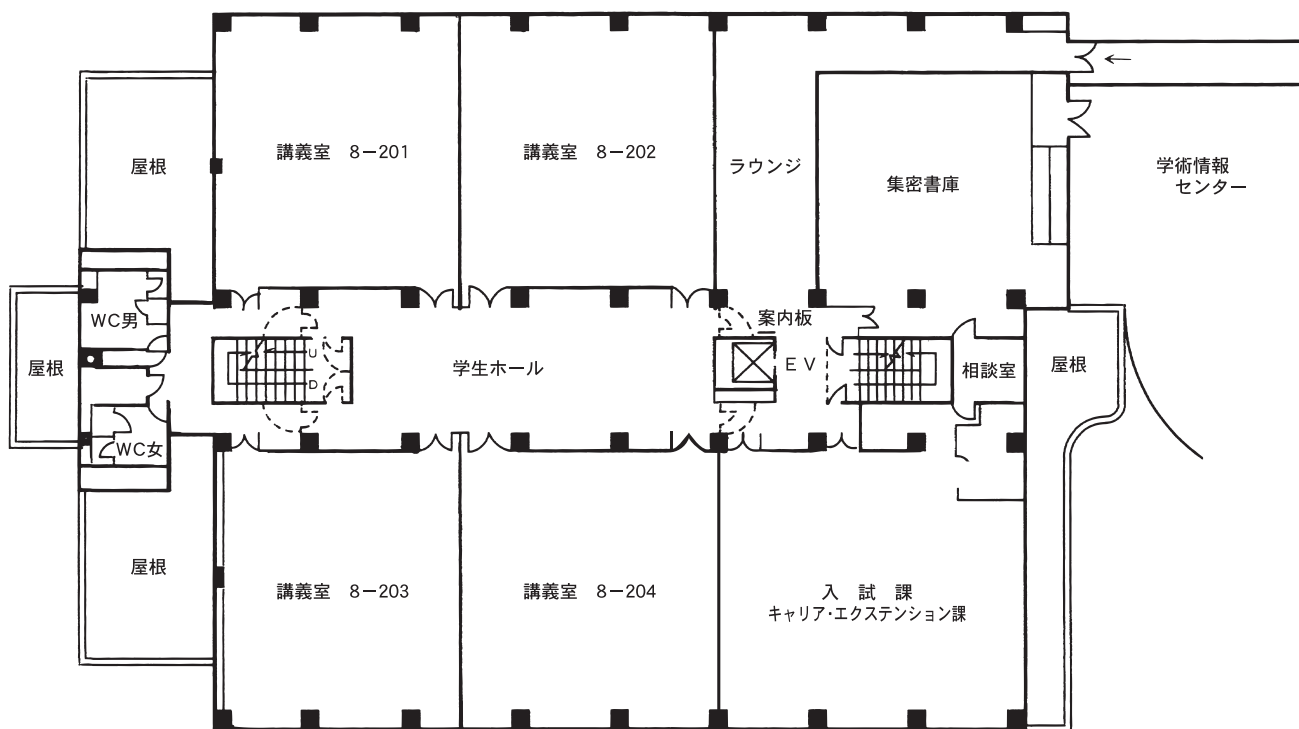 講義室 8－201
講義室 8－202
ラウンジ
集密書庫
学術情報
センター
屋根
WC男
屋根
WC女
U
D
学生ホール
案内板
EV
相談室
屋根
屋根
講義室 8－203
講義室 8－204
入試課
キャリア・エクステンション課